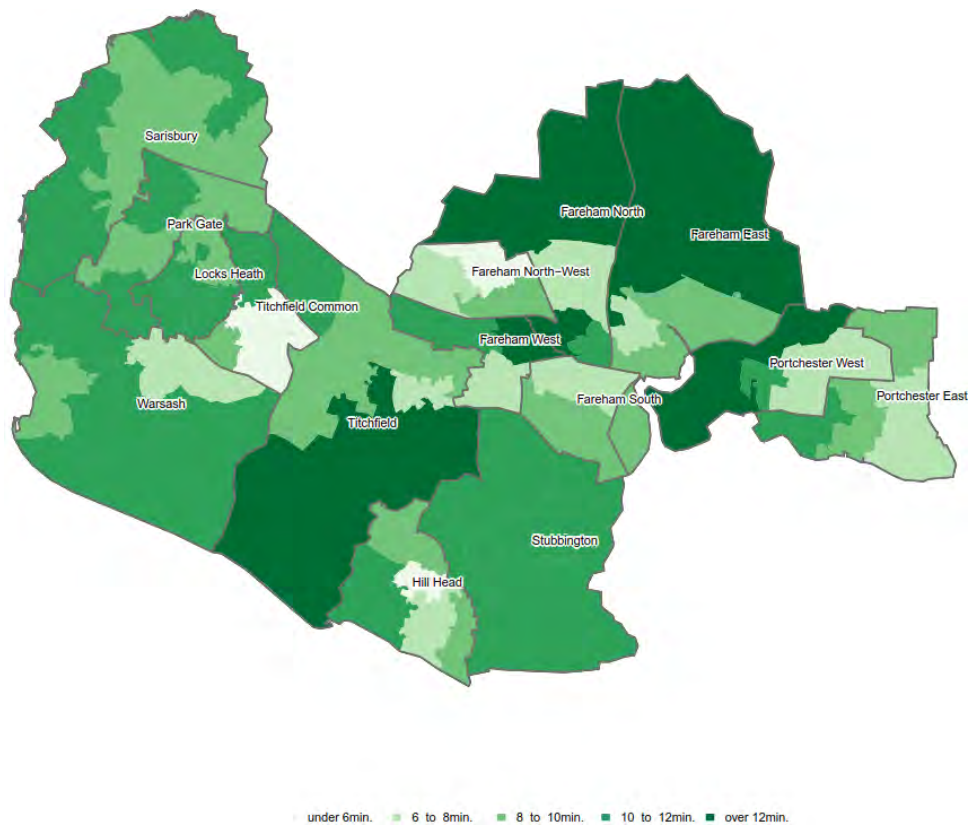 Sarisbury
Fareham North
Park Gate
Fareham East
Locks Heath
Fareham North-West
Titchfield Common
Fareham West
Portchester West
Warsash
Fareham South
Portchester East
Titchfield
Stubbington
Hill Head
under 6min. 6 to 8min. 8 to 10min. 10 to 12min. over 12min.